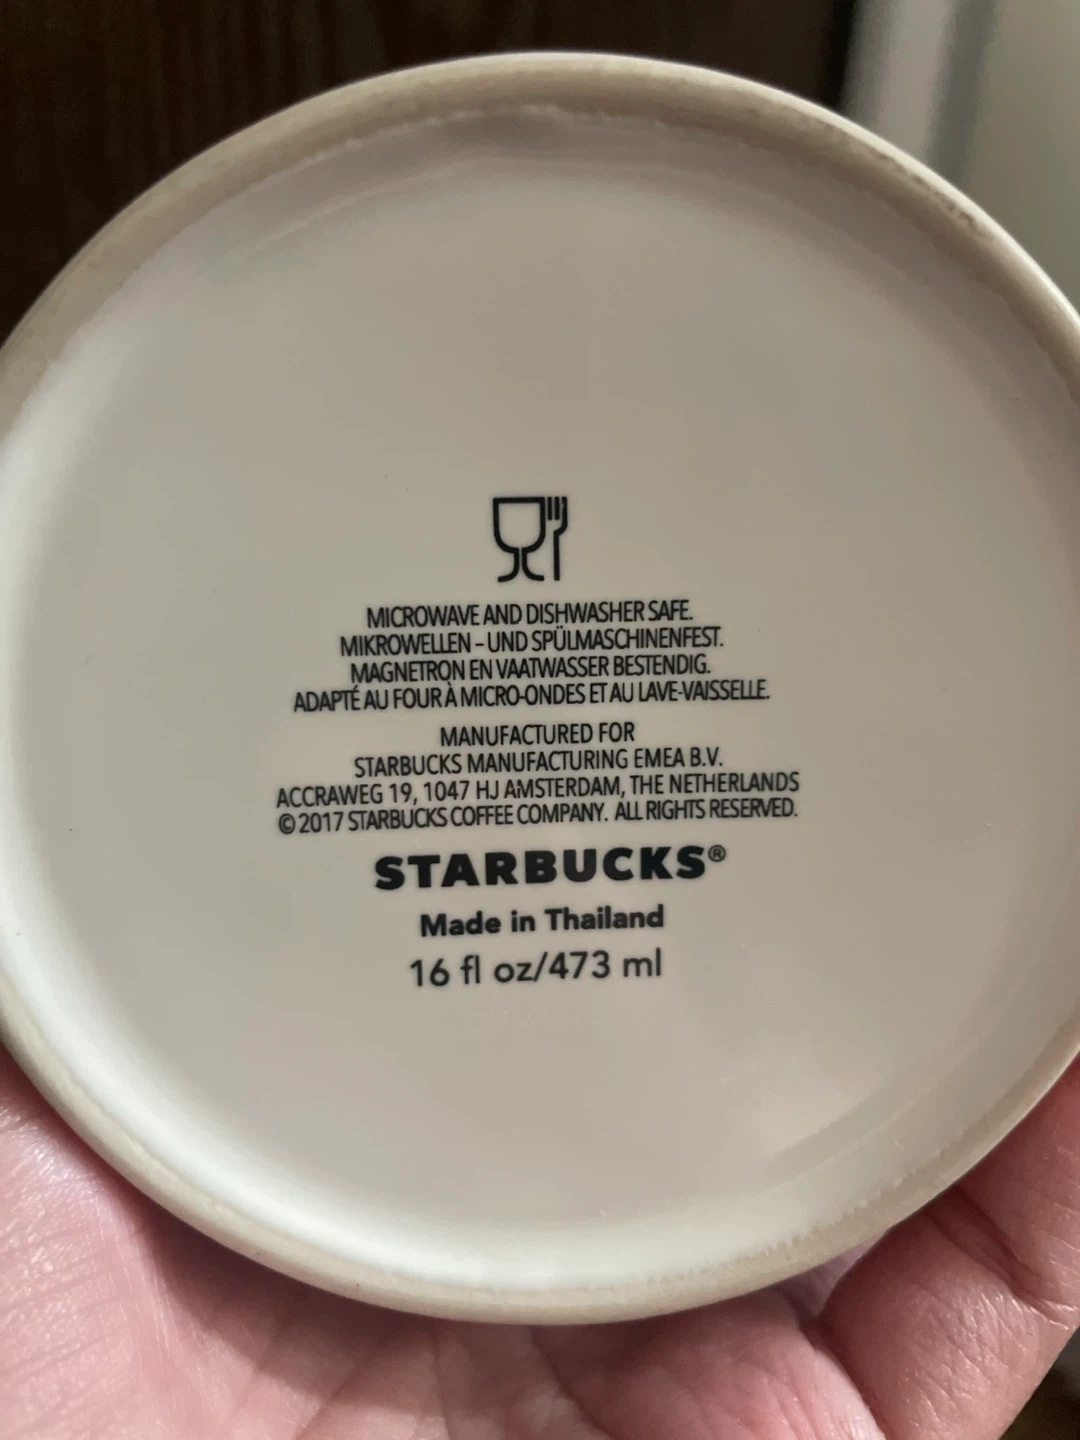 MICROWAVE AND DISHWASHER SAFE.
MIKROWELLEN – UND SPÜLMASCHINENFEST.
MAGNETRON EN VAATWASSER BESTENDIG.
ADAPTÉ AU FOUR À MICRO-ONDES ET AU LAVE-VAISSELLE.
MANUFACTURED FOR
STARBUCKS MANUFACTURING EMEA B.V.
ACCRAWEG 19, 1047 HJ AMSTERDAM, THE NETHERLANDS
© 2017 STARBUCKS COFFEE COMPANY. ALL RIGHTS RESERVED.
STARBUCKS®
Made in Thailand
16 fl oz/473 ml